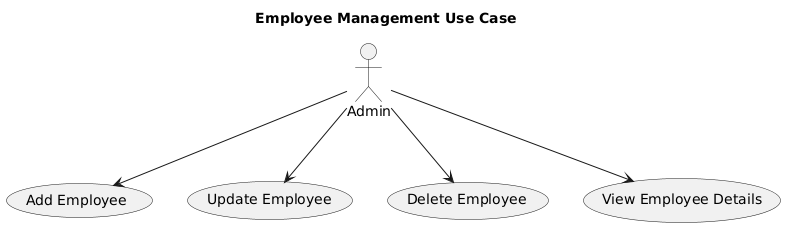 Employee Management Use Case
Admin
Add Employee
Update Employee
Delete Employee
View Employee Details